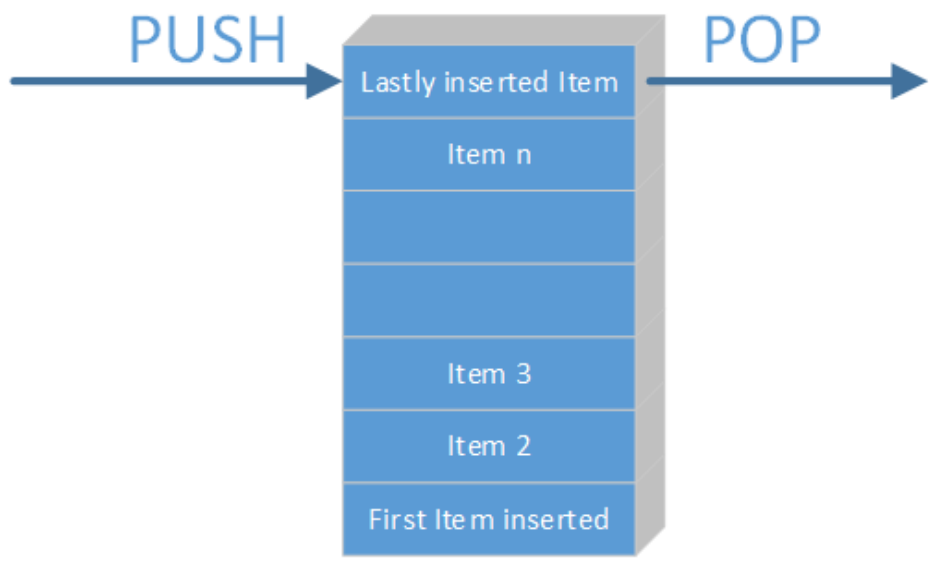 PUSH
POP
Lastly inserted Item
Item n
Item 3
Item 2
First Item inserted